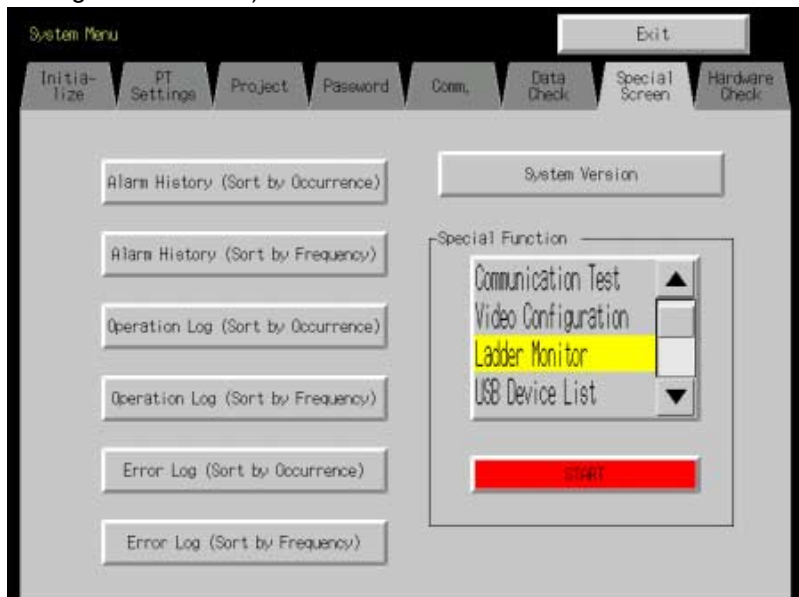 System Menu
Exit
Initia-
lize
PT
Settings
Project
Password
Comm.
Data
Check
Special
Screen
Hardware
Check
Alarm History (Sort by Occurrence)
Alarm History (Sort by Frequency)
Operation Log (Sort by Occurrence)
Operation Log (Sort by Frequency)
Error Log (Sort by Occurrence)
Error Log (Sort by Frequency)
System Version
Special Function
Communication Test
Video Configuration
Ladder Monitor
USB Device List
START